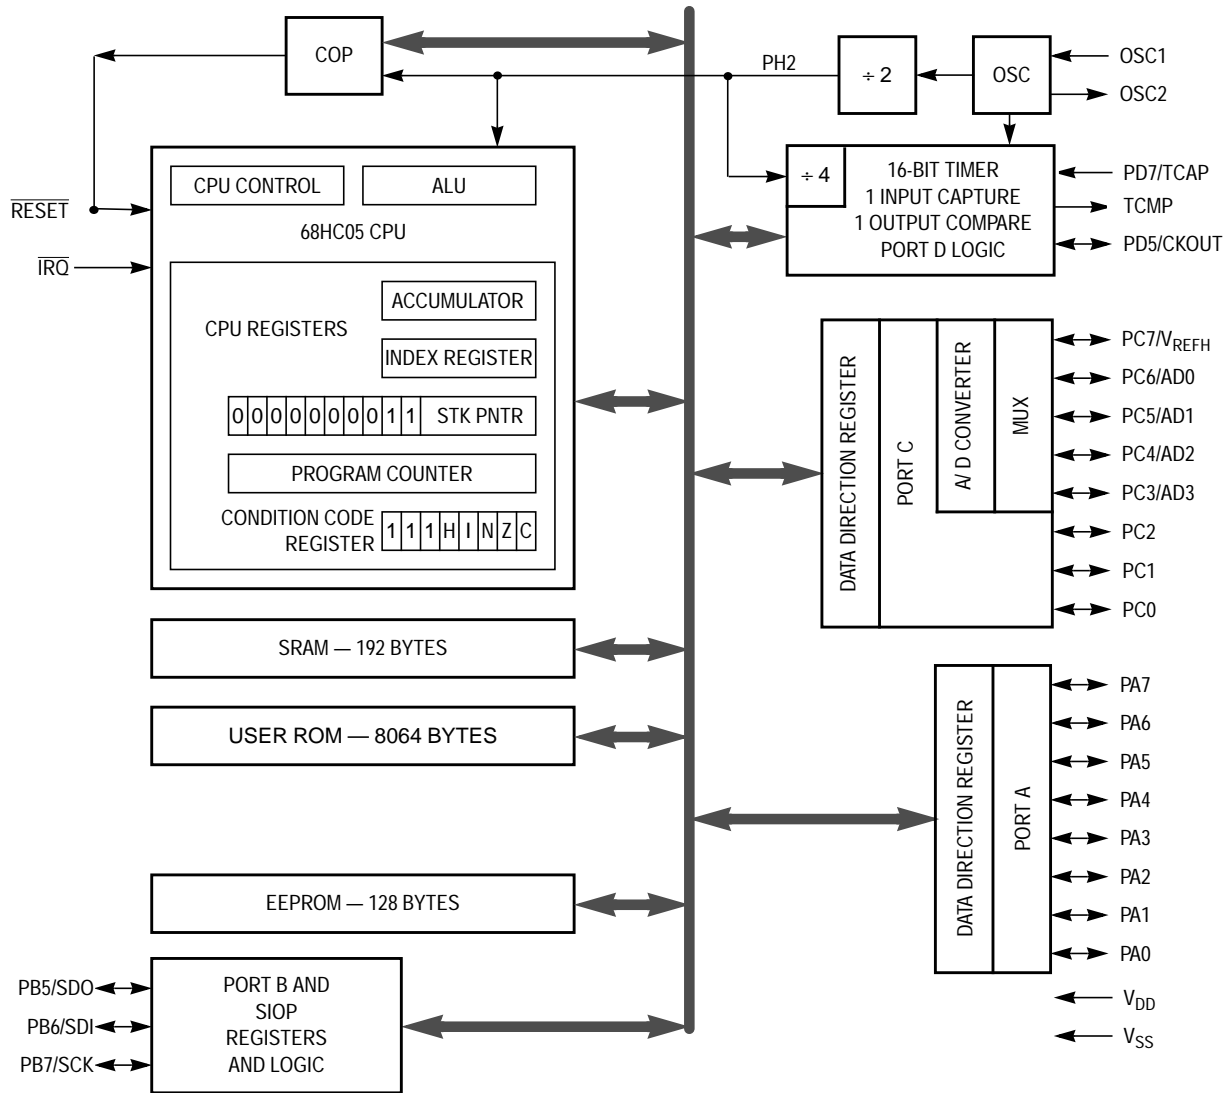 COP
PH2
÷ 2
OSC
OSC1
OSC2
CPU CONTROL
ALU
68HC05 CPU
RESET
IRQ
÷ 4
16-BIT TIMER
1 INPUT CAPTURE
1 OUTPUT COMPARE
PORT D LOGIC
PD7/TCAP
TCMP
PD5/CKOUT
CPU REGISTERS
ACCUMULATOR
INDEX REGISTER
0 0 0 0 0 0 0 0 1 1 STK PNTR
PROGRAM COUNTER
CONDITION CODE
REGISTER
1 1 1 H I N Z C
DATA DIRECTION REGISTER
PORT C
A/D CONVERTER
MUX
PC7/VREFH
PC6/AD0
PC5/AD1
PC4/AD2
PC3/AD3
PC2
PC1
PC0
SRAM — 192 BYTES
USER ROM — 8064 BYTES
EEPROM — 128 BYTES
DATA DIRECTION REGISTER
PORT A
PA7
PA6
PA5
PA4
PA3
PA2
PA1
PA0
VDD
VSS
PB5/SDO
PB6/SDI
PB7/SCK
PORT B AND
SIOP
REGISTERS
AND LOGIC